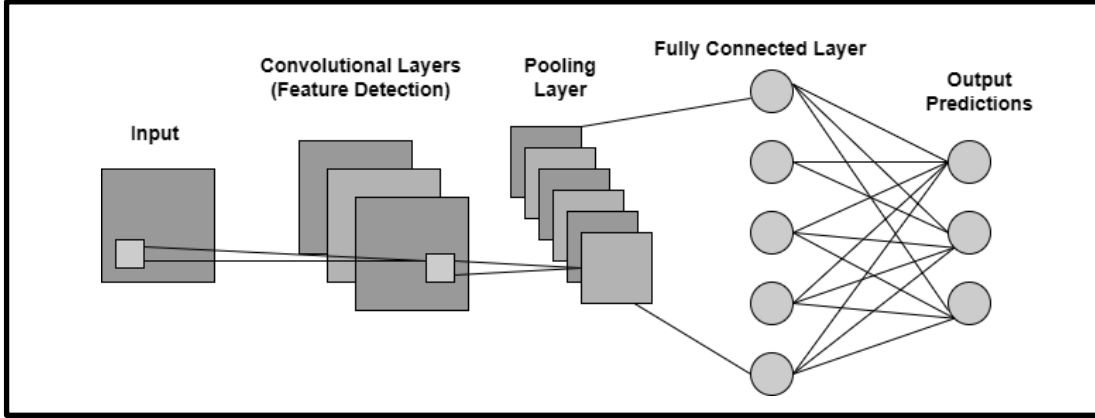 Input
Convolutional Layers
(Feature Detection)
Pooling
Layer
Fully Connected Layer
Output
Predictions